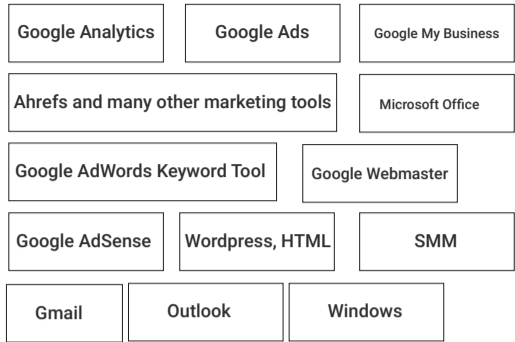 Google Analytics
Google Ads
Google My Business
Ahrefs and many other marketing tools
Microsoft Office
Google AdWords Keyword Tool
Google Webmaster
Google AdSense
Wordpress, HTML
SMM
Gmail
Outlook
Windows